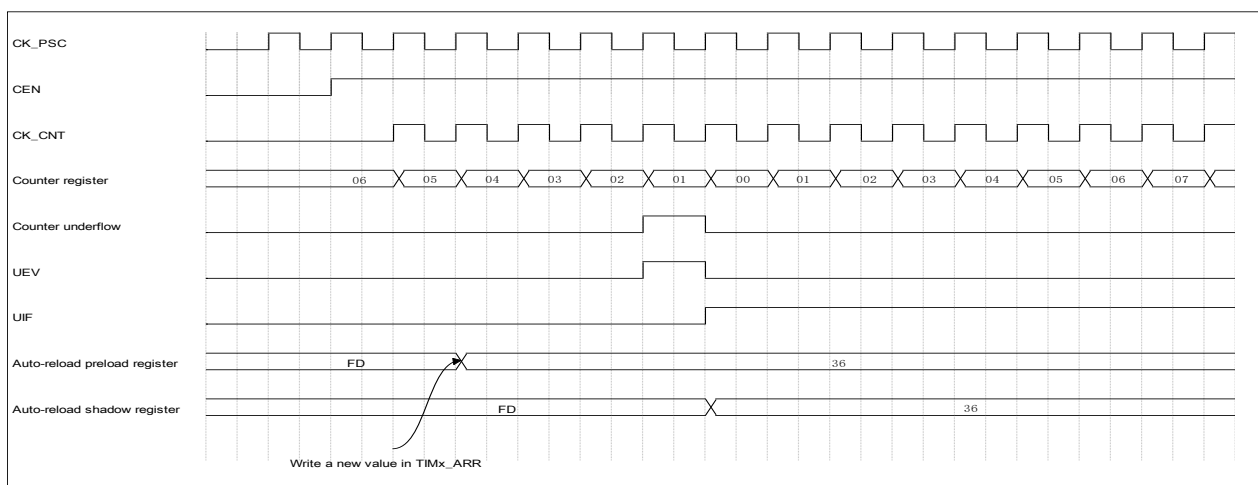 CK_PSC
CEN
CK_CNT
Counter register 06 05 04 03 02 01 00 01 02 03 04 05 06 07
Counter underflow
UEV
UIF
Auto-reload preload register FD 36
Auto-reload shadow register FD 36
Write a new value in TIMx_ARR